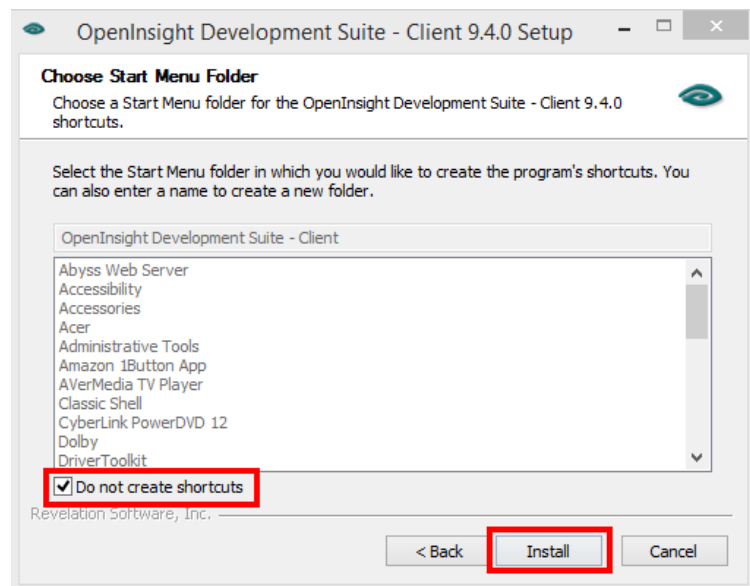 OpenInsight Development Suite - Client 9.4.0 Setup
Choose Start Menu Folder
Choose a Start Menu folder for the OpenInsight Development Suite - Client 9.4.0
shortcuts.
Select the Start Menu folder in which you would like to create the program's shortcuts. You
can also enter a name to create a new folder.
OpenInsight Development Suite - Client
Abyss Web Server
Accessibility
Accessories
Acer
Administrative Tools
Amazon 1Button App
AVerMedia TV Player
Classic Shell
CyberLink PowerDVD 12
Dolby
DriverToolkit
Do not create shortcuts
Revelation Software, Inc.
< Back Install Cancel